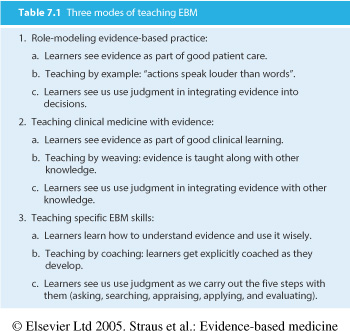 Table 7.1 Three modes of teaching EBM
1. Role-modeling evidence-based practice:
a. Learners see evidence as part of good patient care.
b. Teaching by example: “actions speak louder than words”.
c. Learners see us use judgment in integrating evidence into
decisions.
2. Teaching clinical medicine with evidence:
a. Learners see evidence as part of good clinical learning.
b. Teaching by weaving: evidence is taught along with other
knowledge.
c. Learners see us use judgment in integrating evidence with other
knowledge.
3. Teaching specific EBM skills:
a. Learners learn how to understand evidence and use it wisely.
b. Teaching by coaching: learners get explicitly coached as they
develop.
c. Learners see us use judgment as we carry out the five steps with
them (asking, searching, appraising, applying, and evaluating).
© Elsevier Ltd 2005. Straus et al.: Evidence-based medicine